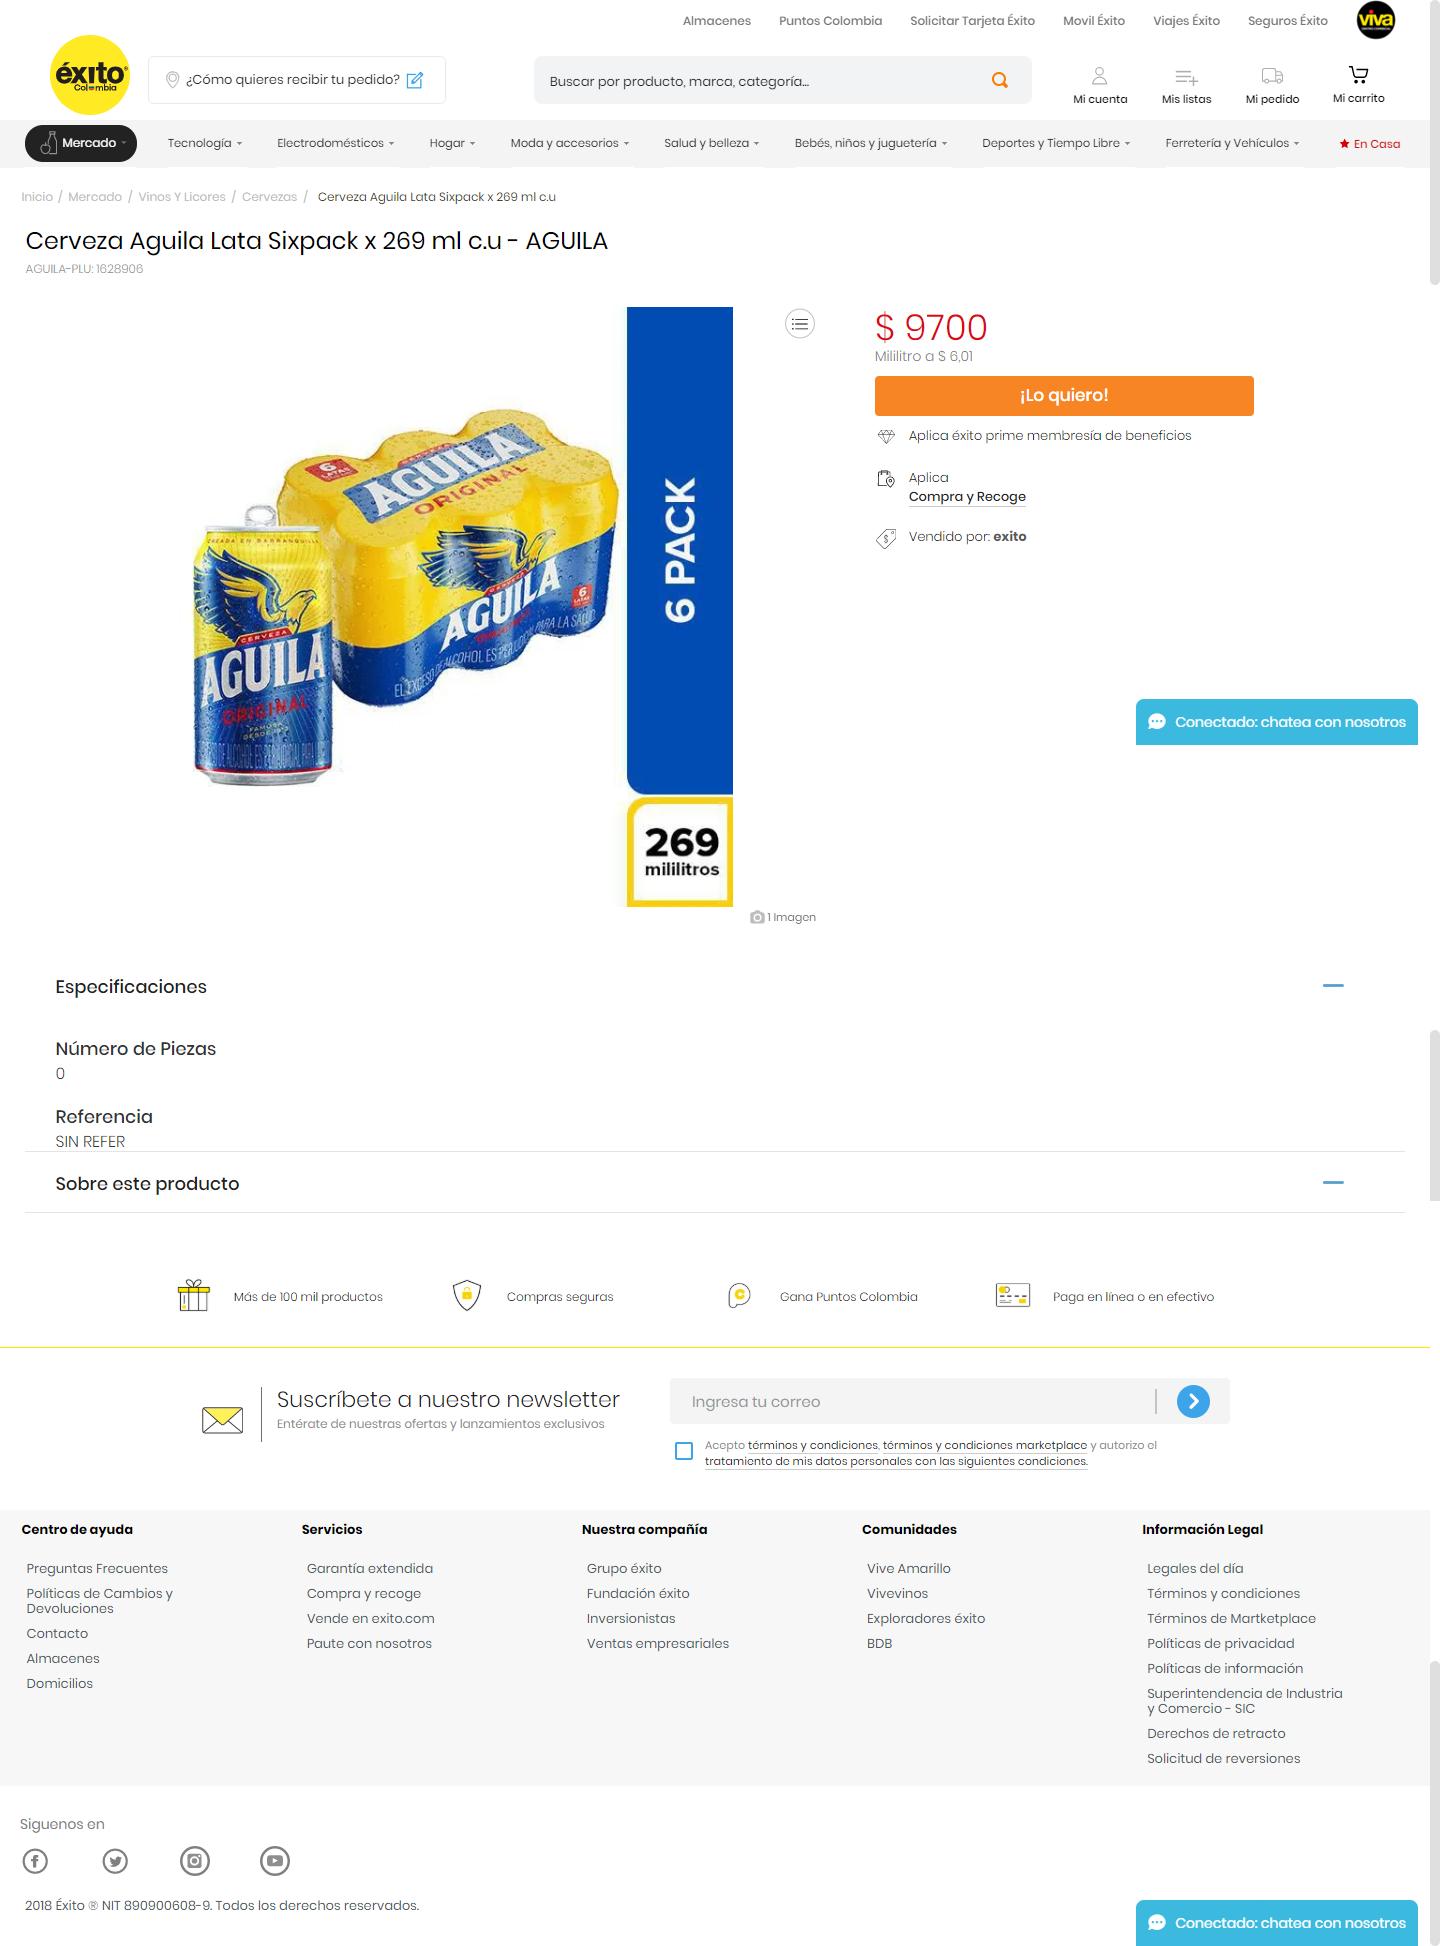 Almacenes Puntos Colombia Solicitar Tarjeta Éxito Movil Éxito Viajes Éxito Seguros Éxito viva
éxito
Colombia
¿Cómo quieres recibir tu pedido?
Buscar por producto, marca, categoría...
Mi cuenta Mis listas Mi pedido Mi carrito
Mercado Tecnología Electrodomésticos Hogar Moda y accesorios Salud y belleza Bebés, niños y juguetería Deportes y Tiempo Libre Ferretería y Vehículos En Casa
Inicio / Mercado / Vinos Y Licores / Cervezas / Cerveza Aguila Lata Sixpack x 269 ml c.u
Cerveza Aguila Lata Sixpack x 269 ml c.u - AGUILA
AGUILA-PLU: 1628906
6
LATAS
AGUILA
ORIGINAL
CERVEZA
AGUILA
6
LATAS
EL EXCESO DE ALCOHOL ES PERJUDICIAL PARA LA SALUD
CREADA EN BARRANQUILLA
CERVEZA
AGUILA
ORIGINAL
FAMOSA
DESDE
6 PACK
269
mililitros
1 Imagen
$ 9700
Mililitro a $ 6,01
¡Lo quiero!
Aplica éxito prime membresía de beneficios
Aplica
Compra y Recoge
Vendido por: exito
Conectado: chatea con nosotros
Especificaciones
Número de Piezas
0
Referencia
SIN REFER
Sobre este producto
Más de 100 mil productos Compras seguras Gana Puntos Colombia Paga en línea o en efectivo
Suscríbete a nuestro newsletter
Entérate de nuestras ofertas y lanzamientos exclusivos
Ingresa tu correo
Acepto términos y condiciones, términos y condiciones marketplace y autorizo el
tratamiento de mis datos personales con las siguientes condiciones.
Centro de ayuda
Preguntas Frecuentes
Políticas de Cambios y
Devoluciones
Contacto
Almacenes
Domicilios
Servicios
Garantía extendida
Compra y recoge
Vende en exito.com
Paute con nosotros
Nuestra compañía
Grupo éxito
Fundación éxito
Inversionistas
Ventas empresariales
Comunidades
Vive Amarillo
Vivevinos
Exploradores éxito
BDB
Información Legal
Legales del día
Términos y condiciones
Términos de Martketplace
Políticas de privacidad
Políticas de información
Superintendencia de Industria
y Comercio - SIC
Derechos de retracto
Solicitud de reversiones
Siguenos en
2018 Éxito ® NIT 890900608-9. Todos los derechos reservados.
Conectado: chatea con nosotros